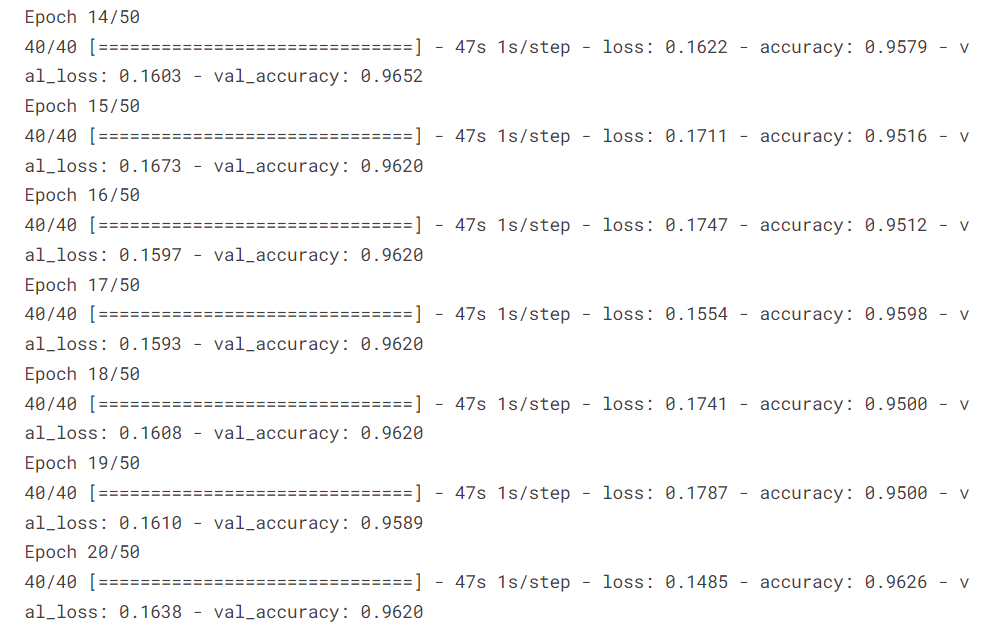 Epoch 14/50
40/40 [==============================] - 47s 1s/step - loss: 0.1622 - accuracy: 0.9579 - v
al_loss: 0.1603 - val_accuracy: 0.9652
Epoch 15/50
40/40 [==============================] - 47s 1s/step - loss: 0.1711 - accuracy: 0.9516 - v
al_loss: 0.1673 - val_accuracy: 0.9620
Epoch 16/50
40/40 [==============================] - 47s 1s/step - loss: 0.1747 - accuracy: 0.9512 - v
al_loss: 0.1597 - val_accuracy: 0.9620
Epoch 17/50
40/40 [==============================] - 47s 1s/step - loss: 0.1554 - accuracy: 0.9598 - v
al_loss: 0.1593 - val_accuracy: 0.9620
Epoch 18/50
40/40 [==============================] - 47s 1s/step - loss: 0.1741 - accuracy: 0.9500 - v
al_loss: 0.1608 - val_accuracy: 0.9620
Epoch 19/50
40/40 [==============================] - 47s 1s/step - loss: 0.1787 - accuracy: 0.9500 - v
al_loss: 0.1610 - val_accuracy: 0.9589
Epoch 20/50
40/40 [==============================] - 47s 1s/step - loss: 0.1485 - accuracy: 0.9626 - v
al_loss: 0.1638 - val_accuracy: 0.9620